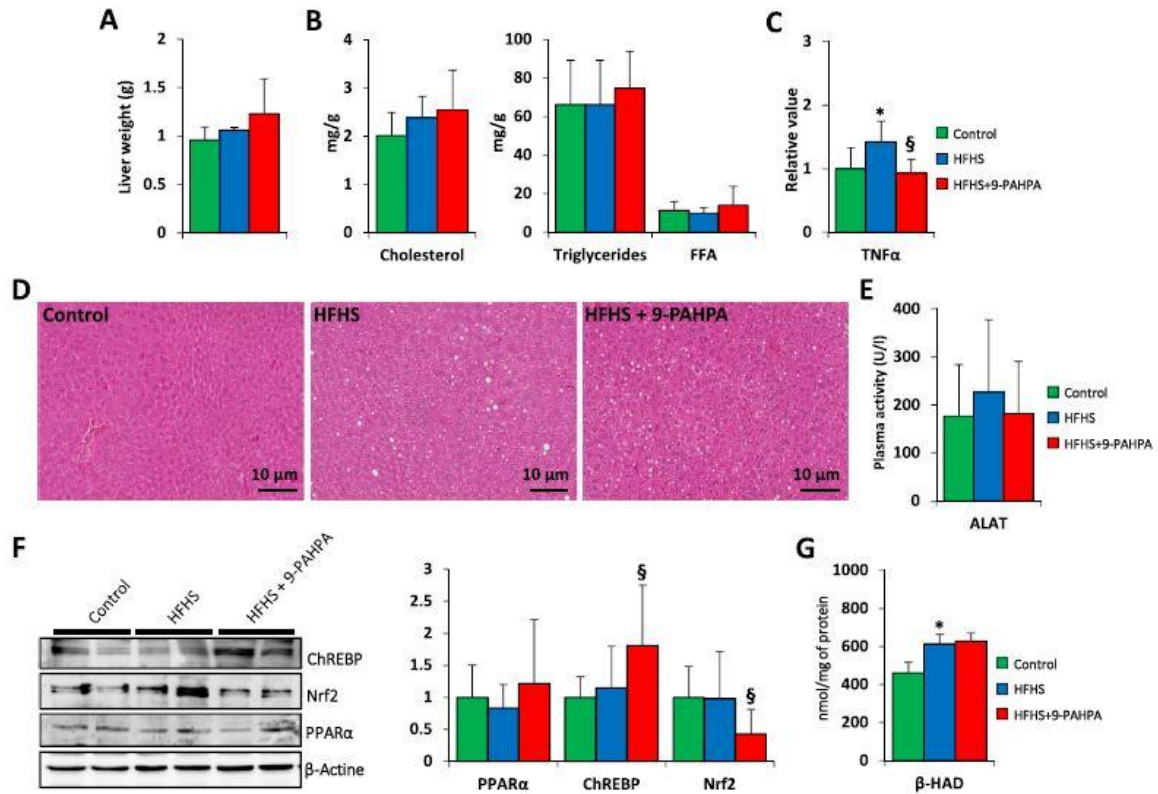 A
Liver weight (g)
2
1.5
1
0.5
0
B
mg/g
4
3
2
1
0
Cholesterol
mg/g
100
80
60
40
20
0
Triglycerides
FFA
C
Relative value
3
2
1
0
*
§
TNFα
Control
HFHS
HFHS+9-PAHPA
D
Control
10 µm
HFHS
10 µm
HFHS + 9-PAHPA
10 µm
E
Plasma activity (U/l)
400
300
200
100
0
ALAT
Control
HFHS
HFHS+9-PAHPA
F
Control
HFHS
HFHS + 9-PAHPA
ChREBP
Nrf2
PPARα
β-Actine
3
2.5
2
1.5
1
0.5
0
§
§
PPARα
ChREBP
Nrf2
G
nmol/mg of protein
1000
800
600
400
200
0
*
β-HAD
Control
HFHS
HFHS+9-PAHPA